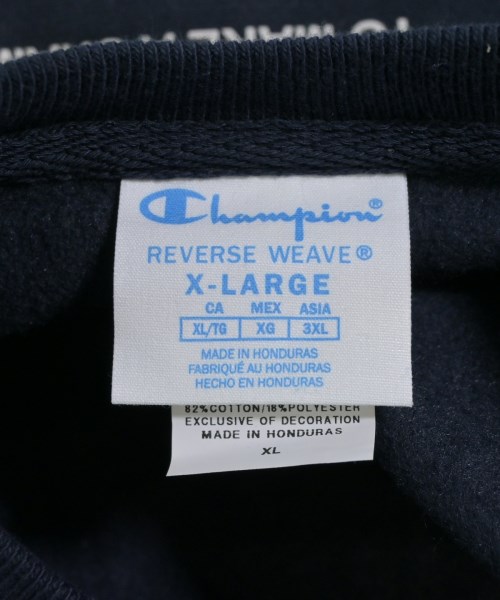 Champion®
REVERSE WEAVE®
X-LARGE
CA MEX ASIA
XL/TG XG 3XL
MADE IN HONDURAS
FABRIQUÉ AU HONDURAS
HECHO EN HONDURAS
82%COTTON/18%POLYESTER
EXCLUSIVE OF DECORATION
MADE IN HONDURAS
XL